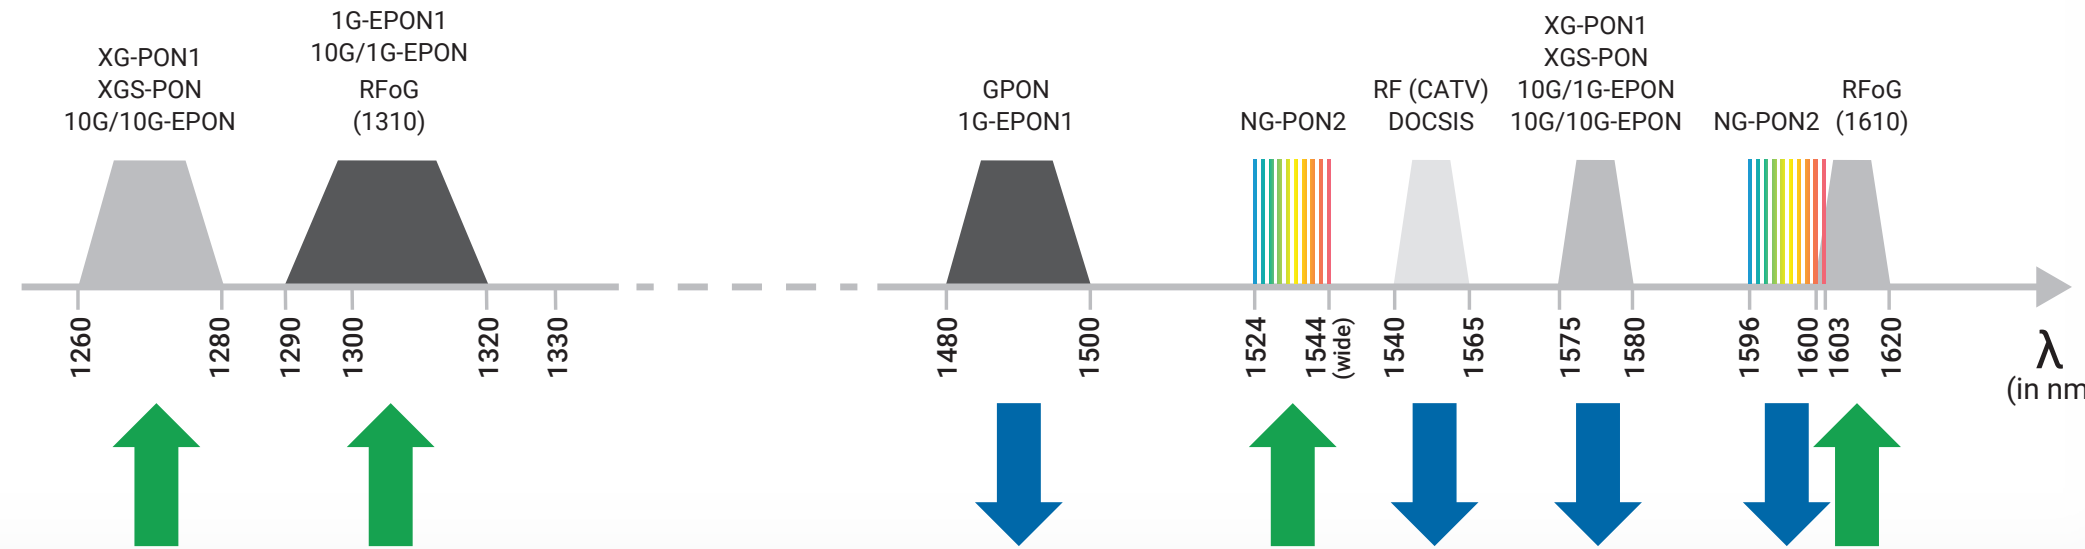 XG-PON1
XGS-PON
10G/10G-EPON
1G-EPON1
10G/1G-EPON
RFoG
(1310)
GPON
1G-EPON1
NG-PON2
RF (CATV)
DOCSIS
XG-PON1
XGS-PON
10G/1G-EPON
10G/10G-EPON
NG-PON2
RFoG
(1610)
1260
1280
1290
1300
1320
1330
1480
1500
1524
1544
(wide)
1540
1565
1575
1580
1596
1600
1603
1620
λ
(in nm